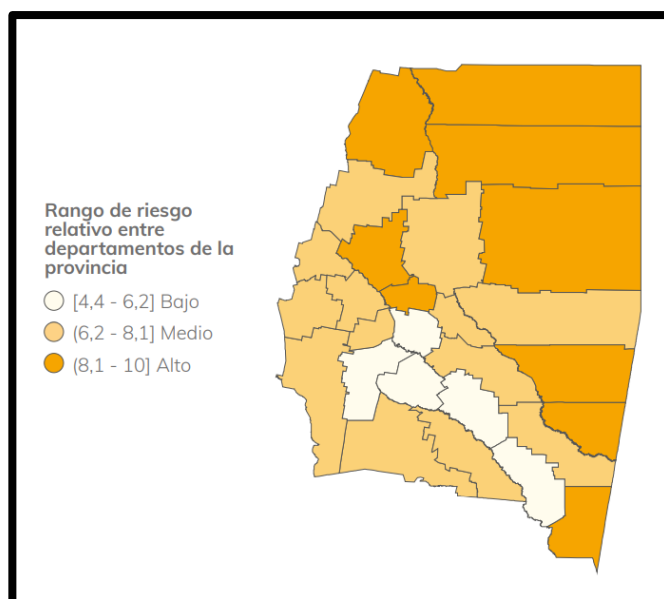 Rango de riesgo
relativo entre
departamentos de la
provincia
[4,4 - 6,2] Bajo
(6,2 - 8,1] Medio
(8,1 - 10] Alto